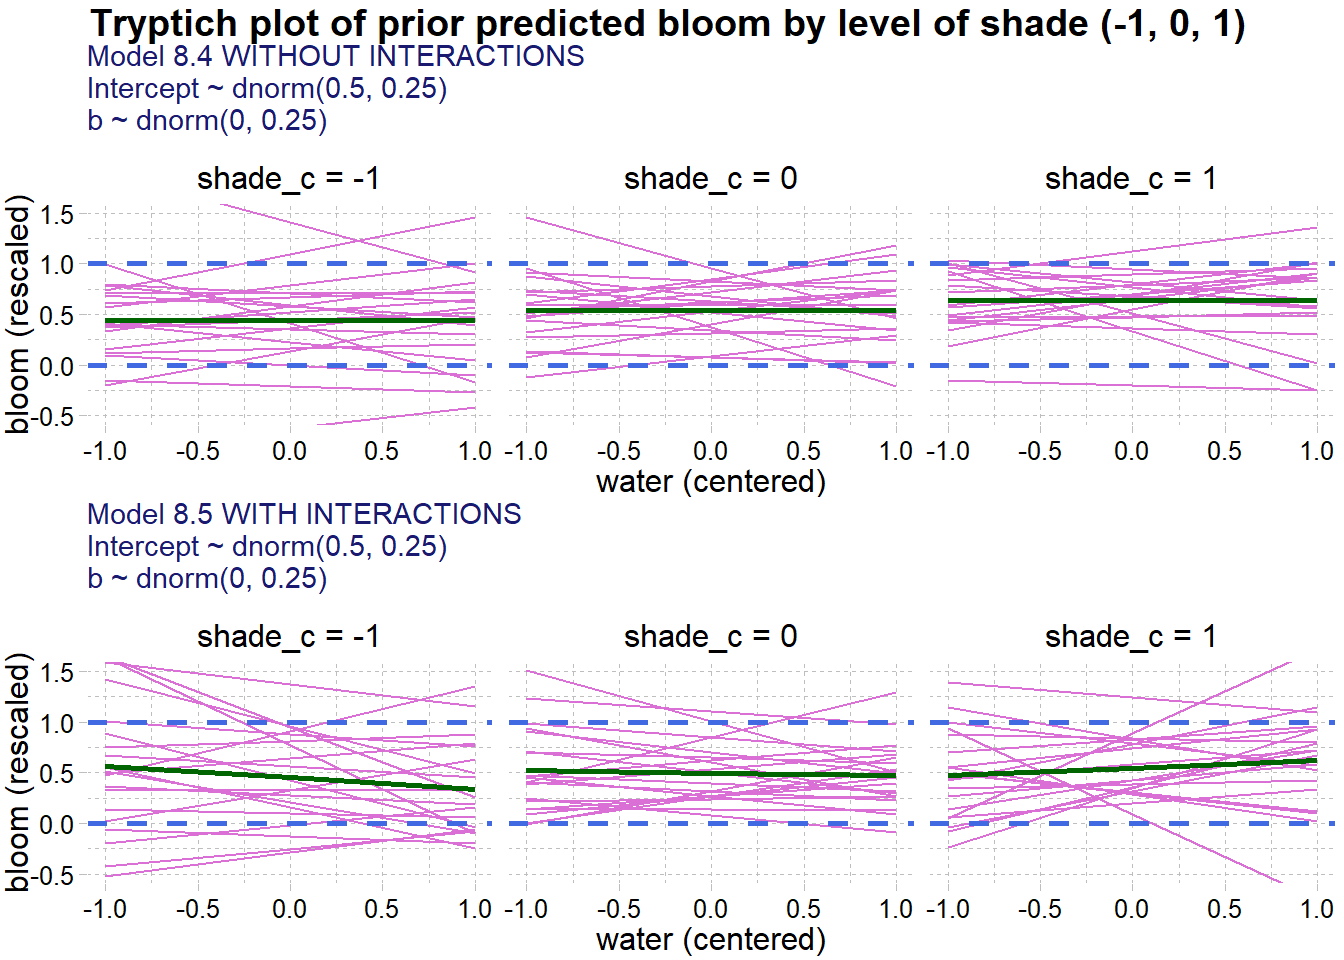 Tryptich plot of prior predicted bloom by level of shade (-1, 0, 1)
Model 8.4 WITHOUT INTERACTIONS
Intercept ~ dnorm(0.5, 0.25)
b ~ dnorm(0, 0.25)
shade_c = -1 shade_c = 0 shade_c = 1
bloom (rescaled)
1.5
1.0
0.5
0.0
-0.5
-1.0 -0.5 0.0 0.5 1.0 -1.0 -0.5 0.0 0.5 1.0 -1.0 -0.5 0.0 0.5 1.0
water (centered)
Model 8.5 WITH INTERACTIONS
Intercept ~ dnorm(0.5, 0.25)
b ~ dnorm(0, 0.25)
shade_c = -1 shade_c = 0 shade_c = 1
bloom (rescaled)
1.5
1.0
0.5
0.0
-0.5
-1.0 -0.5 0.0 0.5 1.0 -1.0 -0.5 0.0 0.5 1.0 -1.0 -0.5 0.0 0.5 1.0
water (centered)